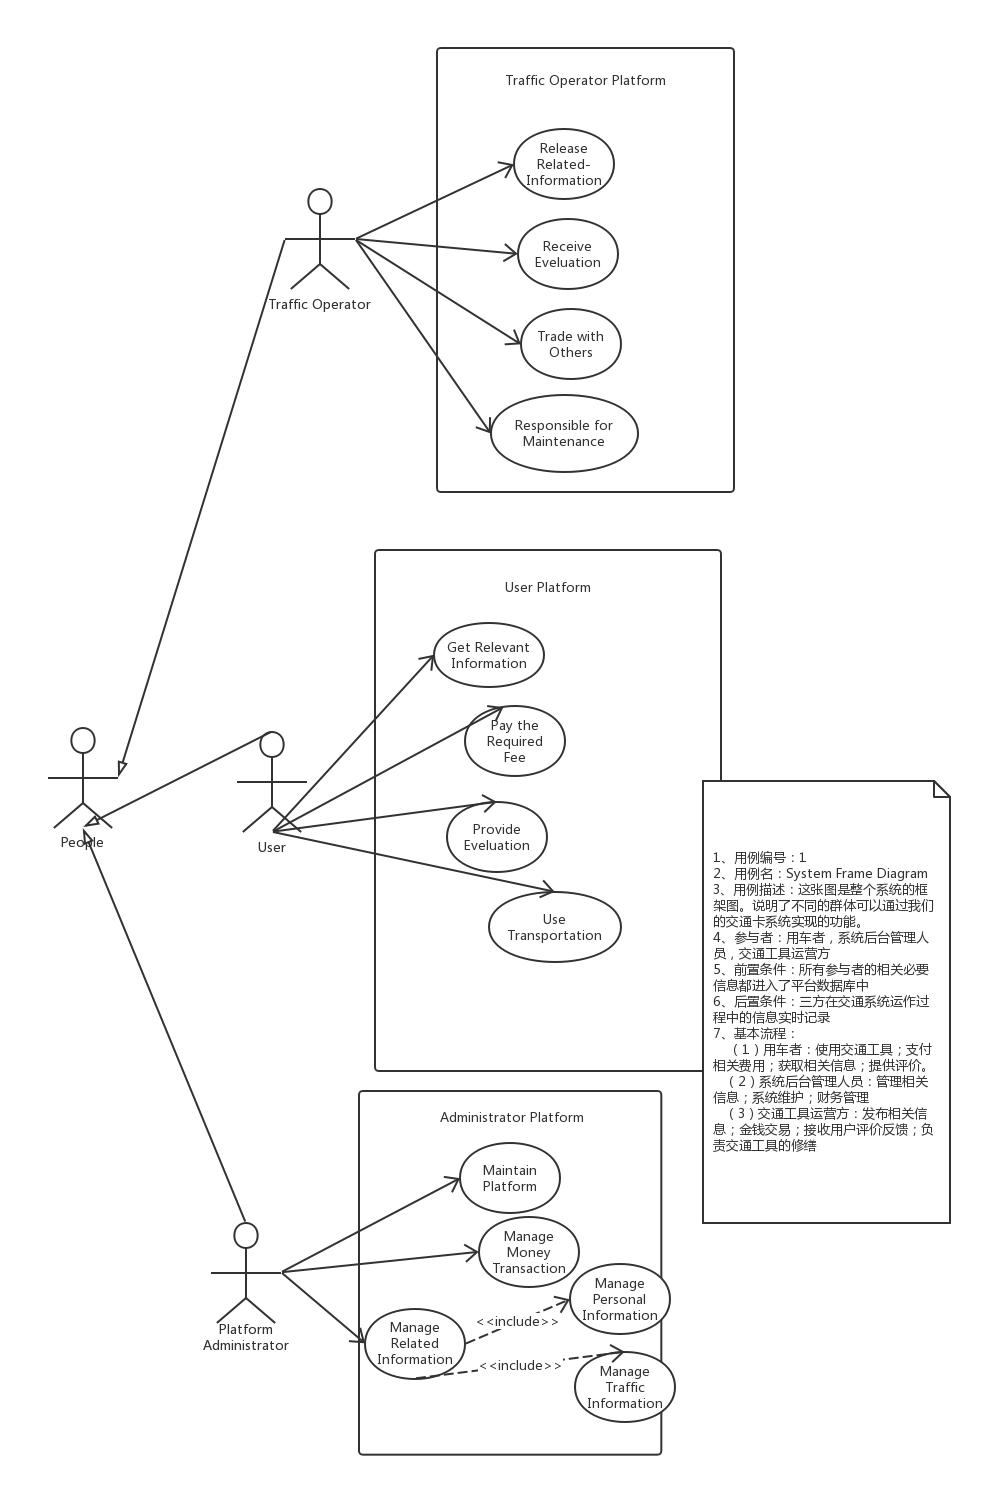 Traffic Operator Platform
Release
Related-
Information
Receive
Eveluation
Traffic Operator
Trade with
Others
Responsible for
Maintenance
User Platform
Get Relevant
Information
Pay the
Required
Fee
People
User
Provide
Eveluation
Use
Transportation
1、用例编号：1
2、用例名：System Frame Diagram
3、用例描述：这张图是整个系统的框
架图。说明了不同的群体可以通过我们
的交通卡系统实现的功能。
4、参与者：用车者，系统后台管理人
员，交通工具运营方
5、前置条件：所有参与者的相关必要
信息都进入了平台数据库中
6、后置条件：三方在交通系统运作过
程中的信息实时记录
7、基本流程：
（1）用车者：使用交通工具；支付
相关费用；获取相关信息；提供评价。
（2）系统后台管理人员：管理相关
信息；系统维护；财务管理
（3）交通工具运营方：发布相关信
息；金钱交易；接收用户评价反馈；负
责交通工具的修缮
Administrator Platform
Maintain
Platform
Manage
Money
Transaction
Manage
Personal
Information
Platform
Administrator
Manage
Related
Information
<<include>>
<<include>>
Manage
Traffic
Information